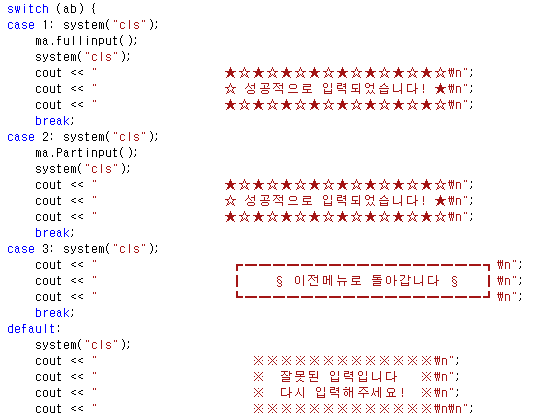 switch (ab) {
case 1: system("cls");
    ma.fullinput();
    system("cls");
    cout << "                  ★☆★☆★☆★☆★☆★☆★☆★☆₩n";
    cout << "                  ☆ 성공적으로 입력되었습니다! ★₩n";
    cout << "                  ★☆★☆★☆★☆★☆★☆★☆★☆₩n";
    break;
case 2: system("cls");
    ma.Partinput();
    system("cls");
    cout << "                  ★☆★☆★☆★☆★☆★☆★☆★☆₩n";
    cout << "                  ☆ 성공적으로 입력되었습니다! ★₩n";
    cout << "                  ★☆★☆★☆★☆★☆★☆★☆★☆₩n";
    break;
case 3: system("cls");
    cout << "                    ┏━━━━━━━━━━━━━━━━━┓₩n";
    cout << "                    ┃     § 이전메뉴로 돌아갑니다 §    ┃₩n";
    cout << "                    ┗━━━━━━━━━━━━━━━━━┛₩n";
    break;
default:
    system("cls");
    cout << "                      ※※※※※※※※※※※※※₩n";
    cout << "                      ※  잘못된 입력입니다   ※₩n";
    cout << "                      ※  다시 입력해주세요!  ※₩n";
    cout << "                      ※※※※※※※※※※※※※₩n₩n";